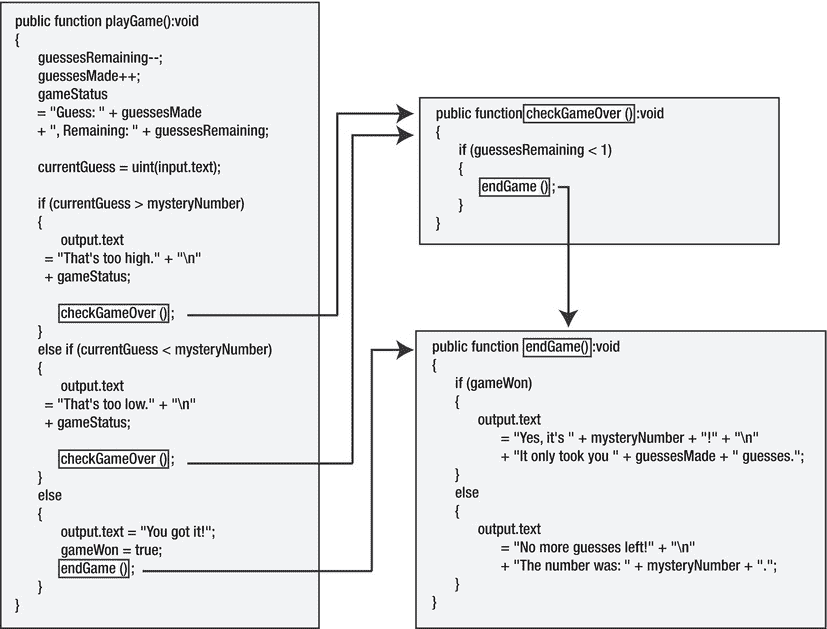 public function playGame():void
{
guessesRemaining--;
guessesMade++;
gameStatus
= "Guess: " + guessesMade
+ ", Remaining: " + guessesRemaining;
currentGuess = uint(input.text);
if (currentGuess > mysteryNumber)
{
output.text
= "That's too high." + "\n"
+ gameStatus;
checkGameOver ();
}
else if (currentGuess < mysteryNumber)
{
output.text
= "That's too low." + "\n"
+ gameStatus;
checkGameOver ();
}
else
{
output.text = "You got it!";
gameWon = true;
endGame ();
}
}
public function checkGameOver ():void
{
if (guessesRemaining < 1)
{
endGame ();
}
}
public function endGame():void
{
if (gameWon)
{
output.text
= "Yes, it's " + mysteryNumber + "!" + "\n"
+ "It only took you " + guessesMade + " guesses.";
}
else
{
output.text
= "No more guesses left!" + "\n"
+ "The number was: " + mysteryNumber + ".";
}
}